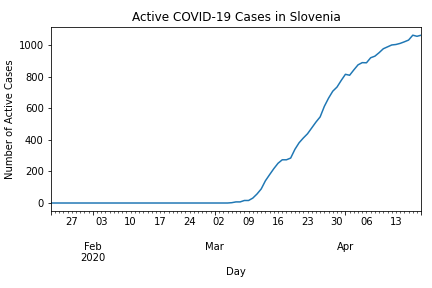 Active COVID-19 Cases in Slovenia
Number of Active Cases
1000
800
600
400
200
0
27 03 10 17 24 02 09 16 23 30 06 13
Feb Mar Apr
2020
Day